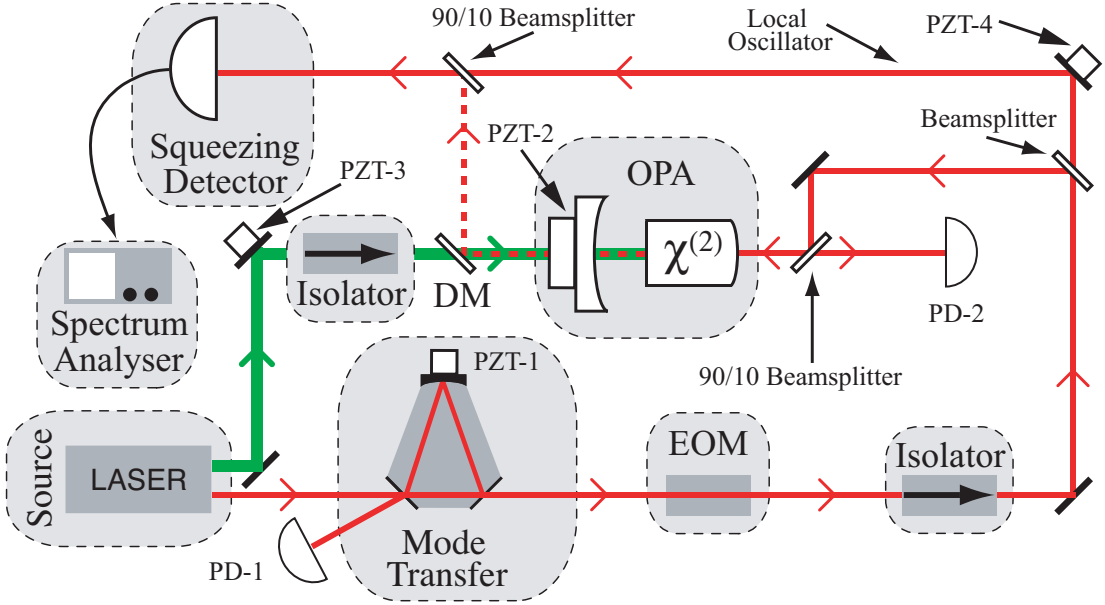 90/10 Beamsplitter
Local
Oscillator
PZT-4
Squeezing
Detector
PZT-2
Beamsplitter
PZT-3
OPA
χ(2)
Isolator
DM
PD-2
Spectrum
Analyser
PZT-1
90/10 Beamsplitter
Source
LASER
EOM
Isolator
Mode
Transfer
PD-1